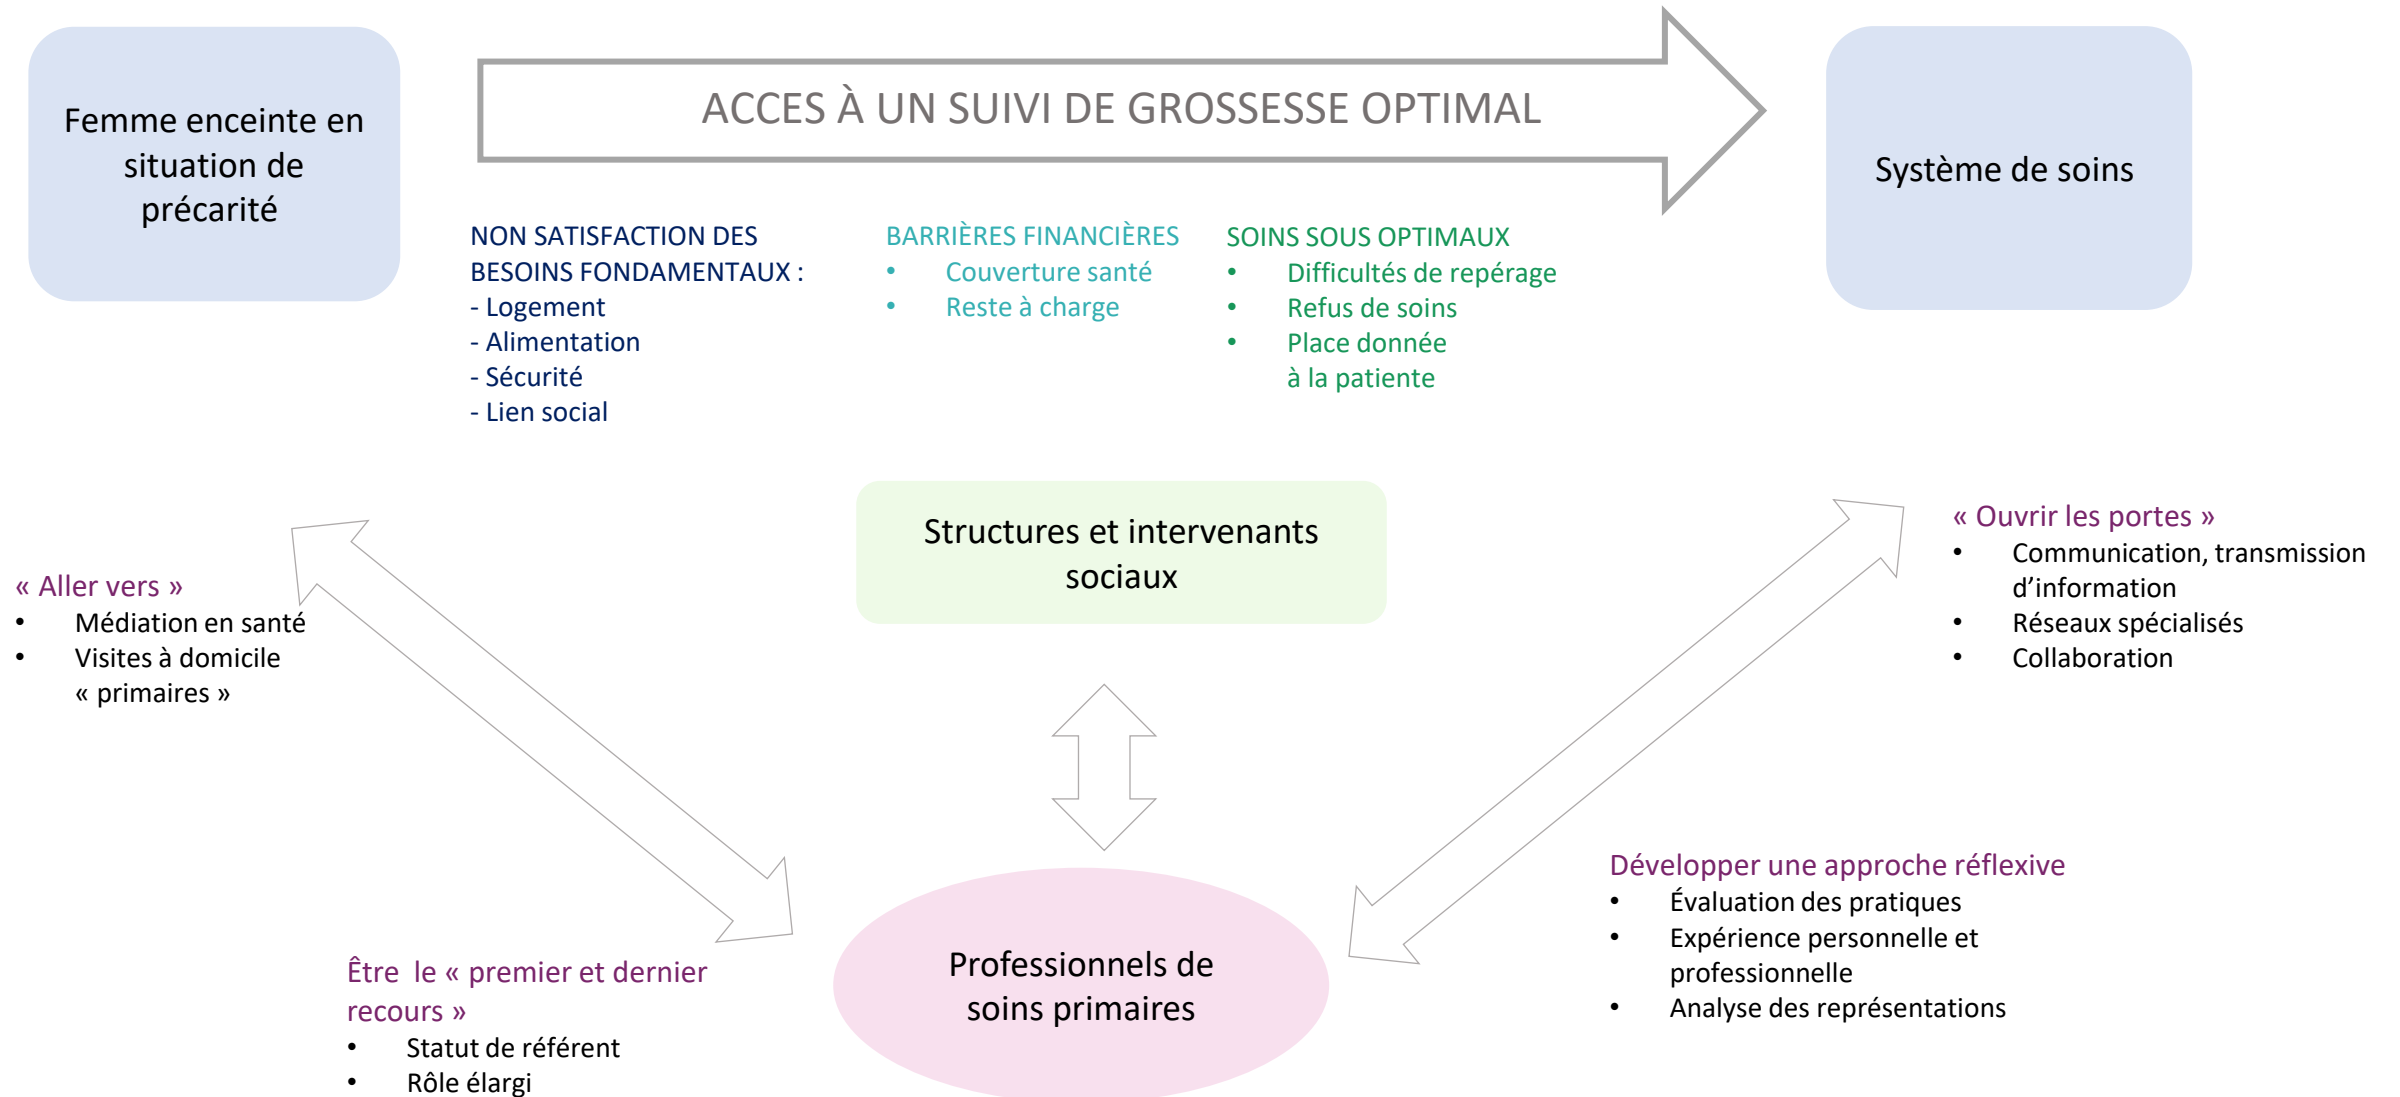 Femme enceinte en
situation de
précarité
ACCES À UN SUIVI DE GROSSESSE OPTIMAL
Système de soins
NON SATISFACTION DES
BESOINS FONDAMENTAUX :
- Logement
- Alimentation
- Sécurité
- Lien social
BARRIÈRES FINANCIÈRES
• Couverture santé
• Reste à charge
SOINS SOUS OPTIMAUX
• Difficultés de repérage
• Refus de soins
• Place donnée
à la patiente
Structures et intervenants
sociaux
« Aller vers »
• Médiation en santé
• Visites à domicile
« primaires »
« Ouvrir les portes »
• Communication, transmission
d’information
• Réseaux spécialisés
• Collaboration
Être le « premier et dernier
recours »
• Statut de référent
• Rôle élargi
Professionnels de
soins primaires
Développer une approche réflexive
• Évaluation des pratiques
• Expérience personnelle et
professionnelle
• Analyse des représentations